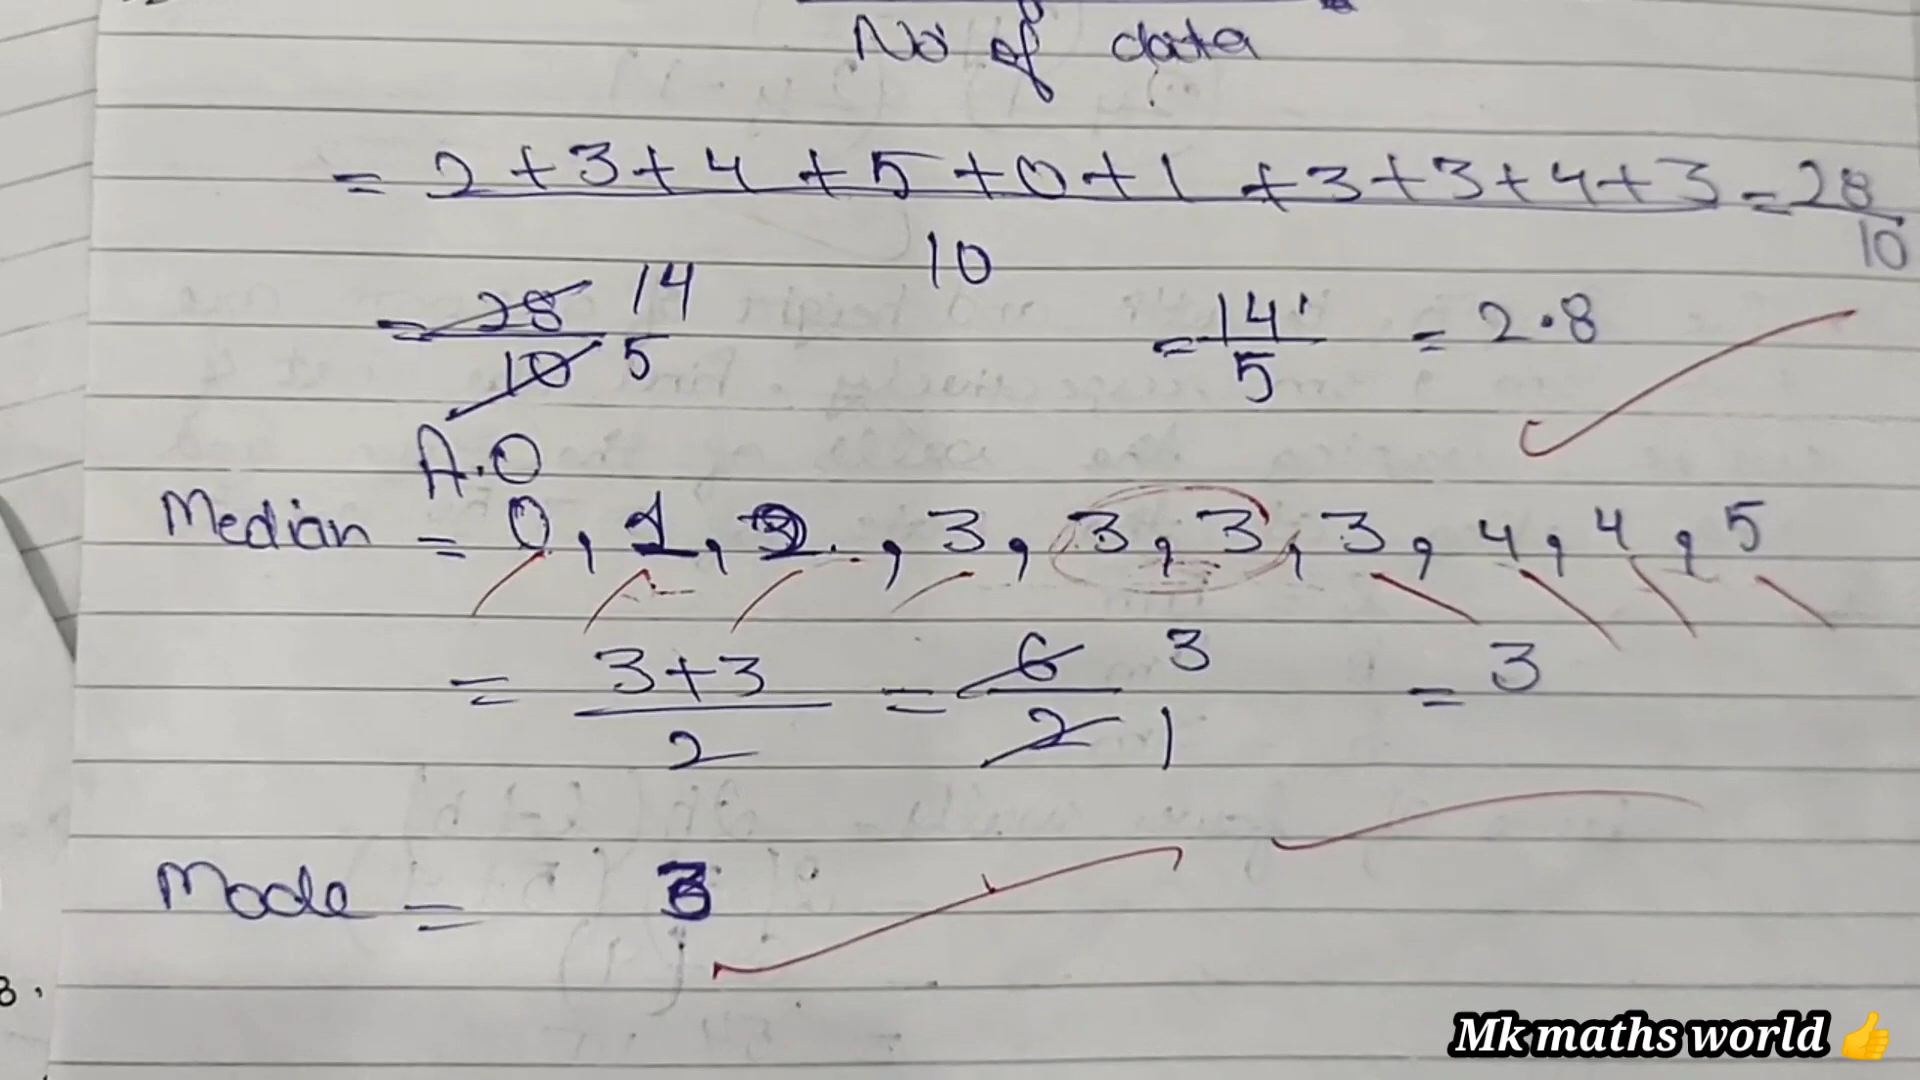 No of data
= 2 + 3 + 4 + 5 + 0 + 1 + 3 + 3 + 4 + 3 = 28
10 10
= 28 14 = 14 = 2.8
10 5 5
A.O
Median = 0, 1, 2, 3, 3, 3, 3, 4, 4, 5
= 3+3 = 6 3 = 3
2 2 1
Mode = 3
8.
Mk maths world 👍